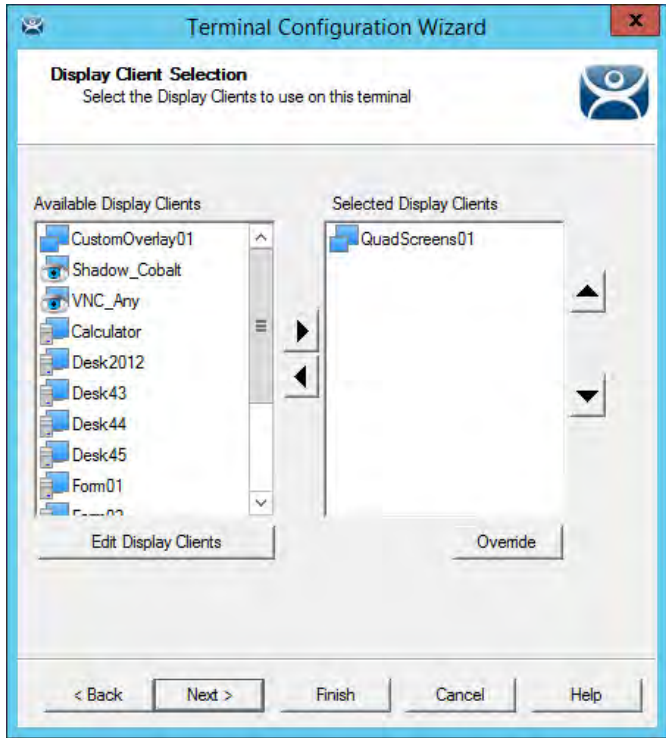 Terminal Configuration Wizard
x
Display Client Selection
Select the Display Clients to use on this terminal
Available Display Clients
CustomOverlay01
Shadow_Cobalt
VNC_Any
Calculator
Desk2012
Desk43
Desk44
Desk45
Form01
Edit Display Clients
Selected Display Clients
QuadScreens01
Override
< Back
Next >
Finish
Cancel
Help